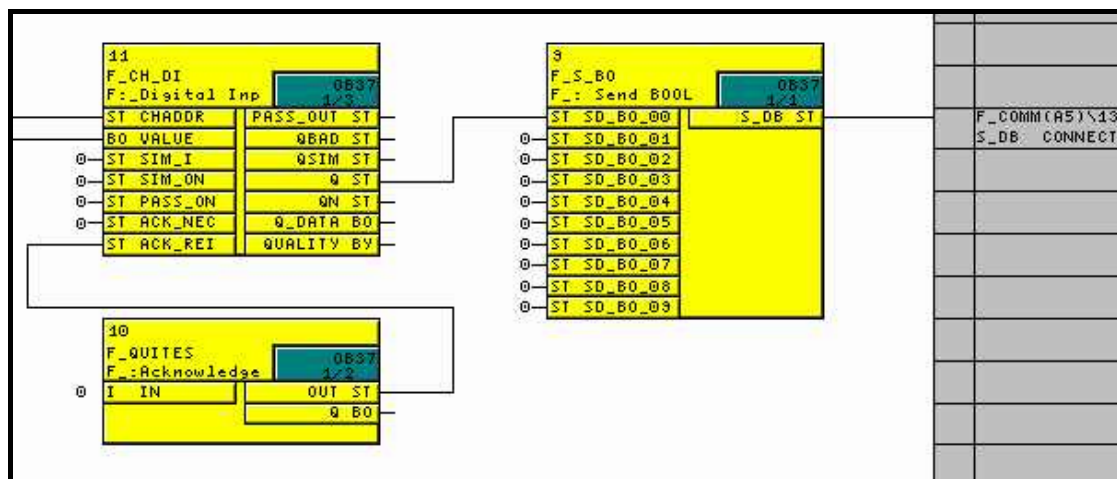 11
F_CH_DI
F:_Digital Inp
OB37
1/3
ST CHADDR PASS_OUT ST
BO VALUE QBAD ST
0 ST SIM_I QSIM ST
0 ST SIM_ON Q ST
0 ST PASS_ON QN ST
0 ST ACK_NEC Q_DATA BO
ST ACK_REI QUALITY BY
10
F_QUITES
F_:Acknowledge
OB37
1/2
0 I IN OUT ST
Q BO
9
F_S_BO
F_: Send BOOL
OB37
1/1
ST SD_BO_00 S_DB ST
0 ST SD_BO_01
0 ST SD_BO_02
0 ST SD_BO_03
0 ST SD_BO_04
0 ST SD_BO_05
0 ST SD_BO_06
0 ST SD_BO_07
0 ST SD_BO_08
0 ST SD_BO_09
F_COMM(A5)\13
S_DB CONNECT